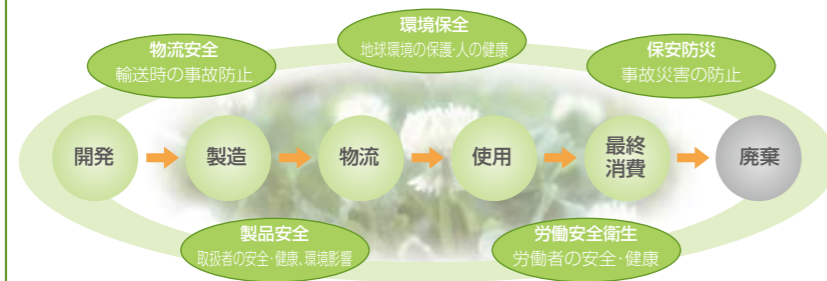 環境保全
地球環境の保護・人の健康
物流安全
輸送時の事故防止
保安防災
事故災害の防止
開発
製造
物流
使用
最終
消費
廃棄
製品安全
取扱者の安全・健康、環境影響
労働安全衛生
労働者の安全・健康